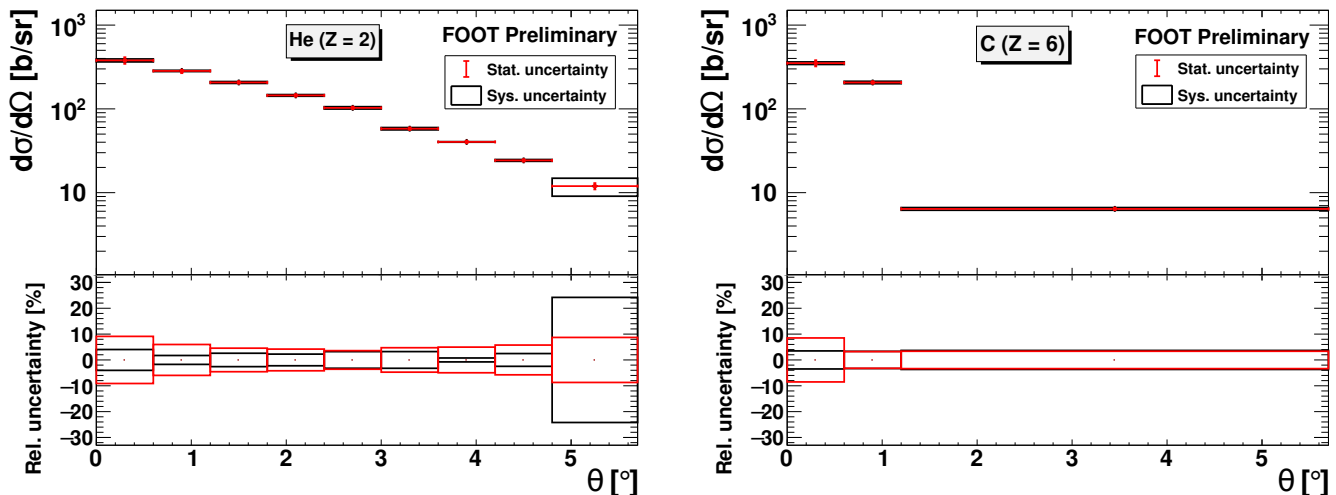 dσ/dΩ [b/sr]
10³
10²
10
He (Z = 2)
FOOT Preliminary
Stat. uncertainty
Sys. uncertainty
Rel. uncertainty [%]
30
20
10
0
−10
−20
−30
0 1 2 3 4 5
θ [°]
dσ/dΩ [b/sr]
10³
10²
10
C (Z = 6)
FOOT Preliminary
Stat. uncertainty
Sys. uncertainty
Rel. uncertainty [%]
30
20
10
0
−10
−20
−30
0 1 2 3 4 5
θ [°]